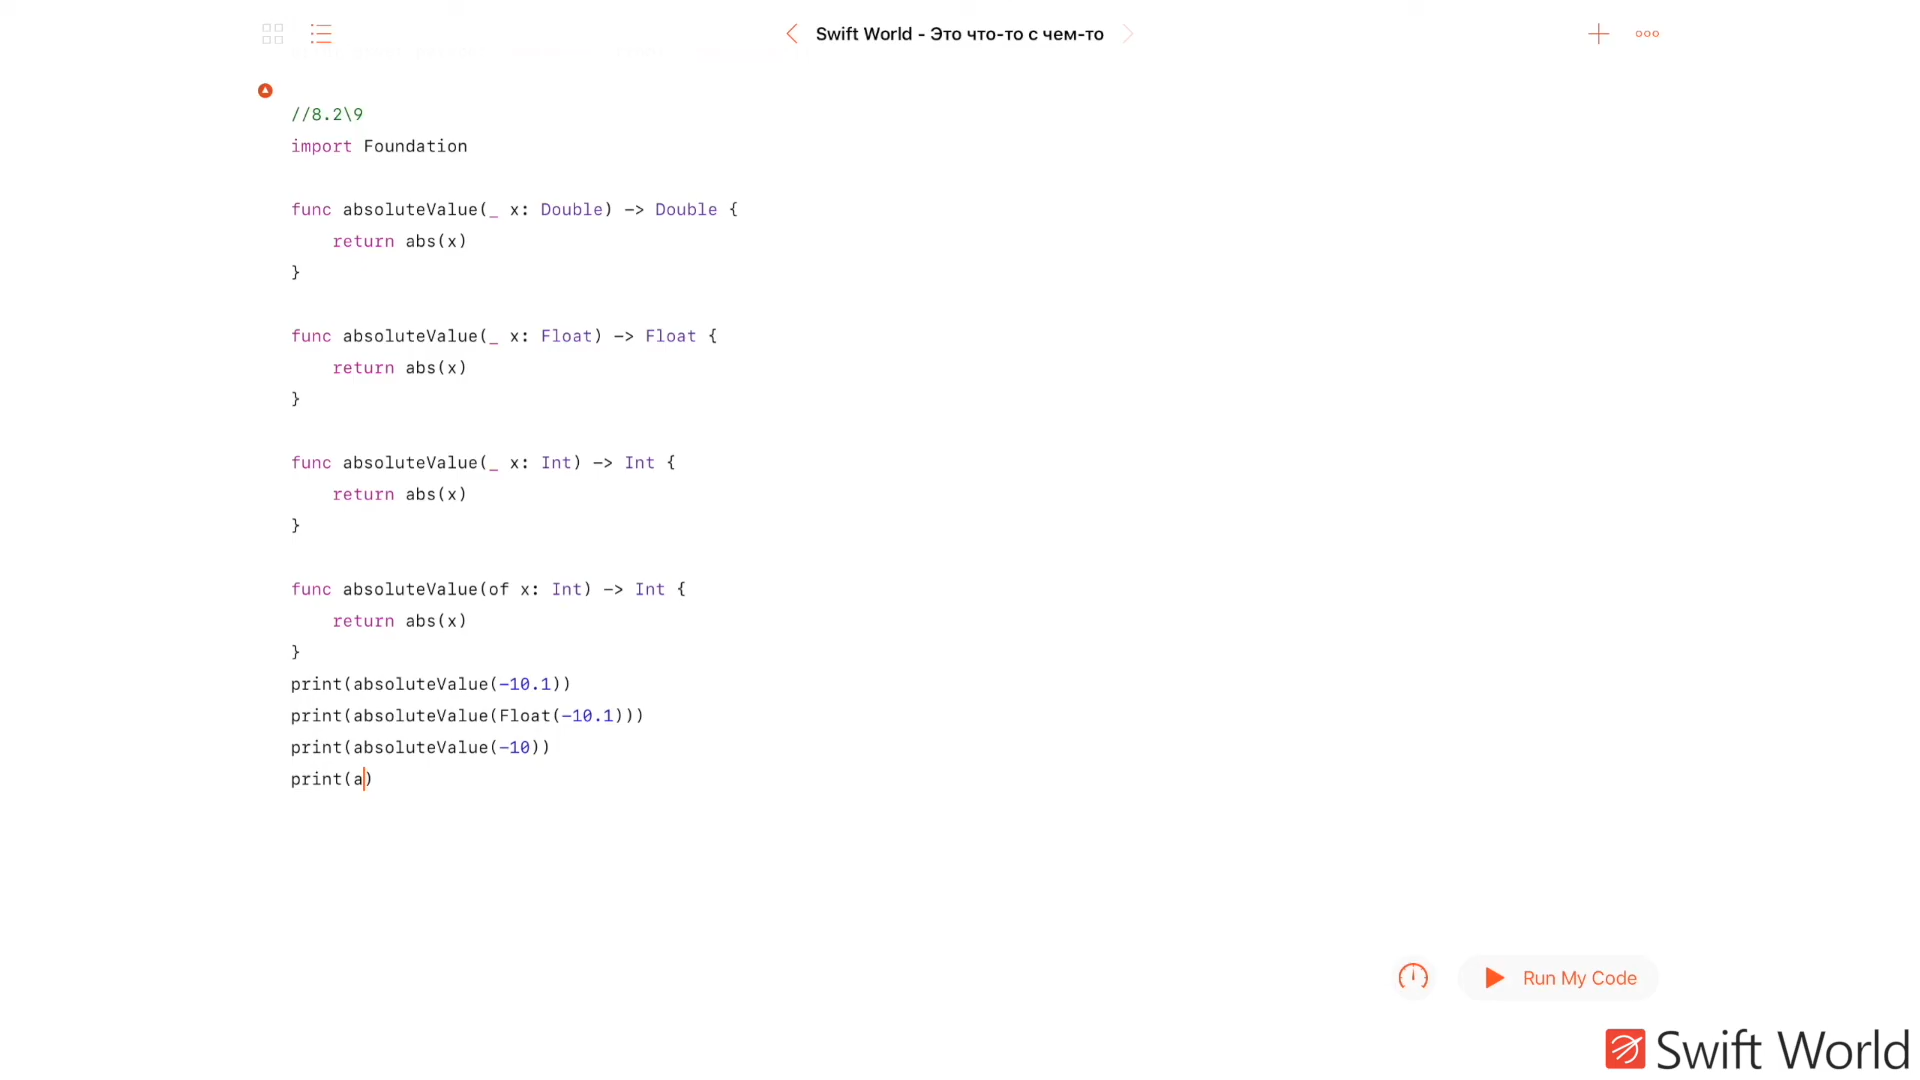 Swift World - Это что-то с чем-то
//8.2\9
import Foundation
func absoluteValue(_ x: Double) -> Double {
return abs(x)
}
func absoluteValue(_ x: Float) -> Float {
return abs(x)
}
func absoluteValue(_ x: Int) -> Int {
return abs(x)
}
func absoluteValue(of x: Int) -> Int {
return abs(x)
}
print(absoluteValue(-10.1))
print(absoluteValue(Float(-10.1)))
print(absoluteValue(-10))
print(a)
Run My Code
Swift World